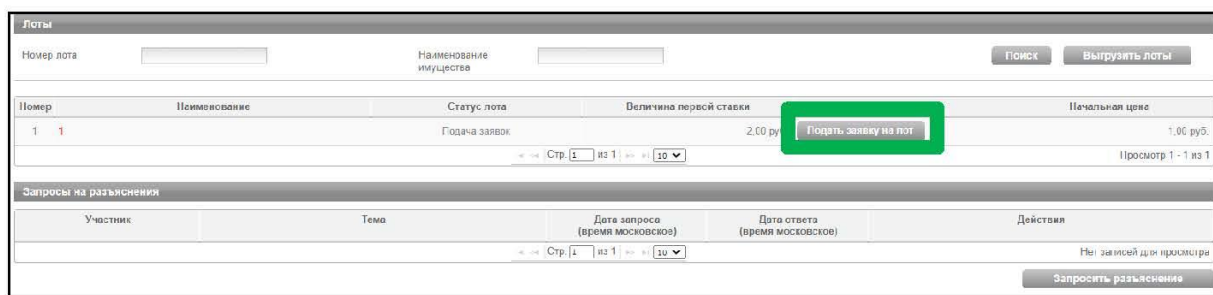 Лоты
Номер лота
Наименование имущества
Поиск
Выгрузить лоты
Номер Наименование Статус лота Величина первой ставки Начальная цена
1 1 Подача заявок 2,00 ру Подать заявку на лот 1,00 руб.
Стр. 1 из 1 10 Просмотр 1 - 1 из 1
Запросы на разъяснения
Участник Тема Дата запроса (время московское) Дата ответа (время московское) Действия
Стр. 1 из 1 10 Нет записей для просмотра
Запросить разъяснение